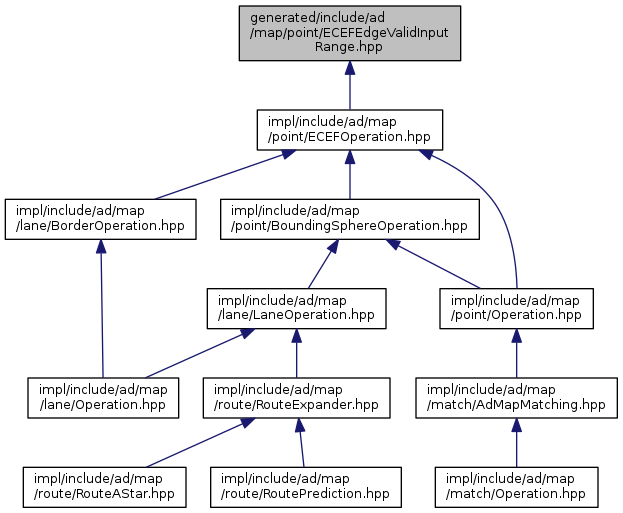 generated/include/ad
/map/point/ECEFEdgeValidInput
Range.hpp
impl/include/ad/map
/point/ECEFOperation.hpp
impl/include/ad/map
/lane/BorderOperation.hpp
impl/include/ad/map
/point/BoundingSphereOperation.hpp
impl/include/ad/map
/lane/LaneOperation.hpp
impl/include/ad/map
/point/Operation.hpp
impl/include/ad/map
/lane/Operation.hpp
impl/include/ad/map
/route/RouteExpander.hpp
impl/include/ad/map
/match/AdMapMatching.hpp
impl/include/ad/map
/route/RouteAStar.hpp
impl/include/ad/map
/route/RoutePrediction.hpp
impl/include/ad/map
/match/Operation.hpp